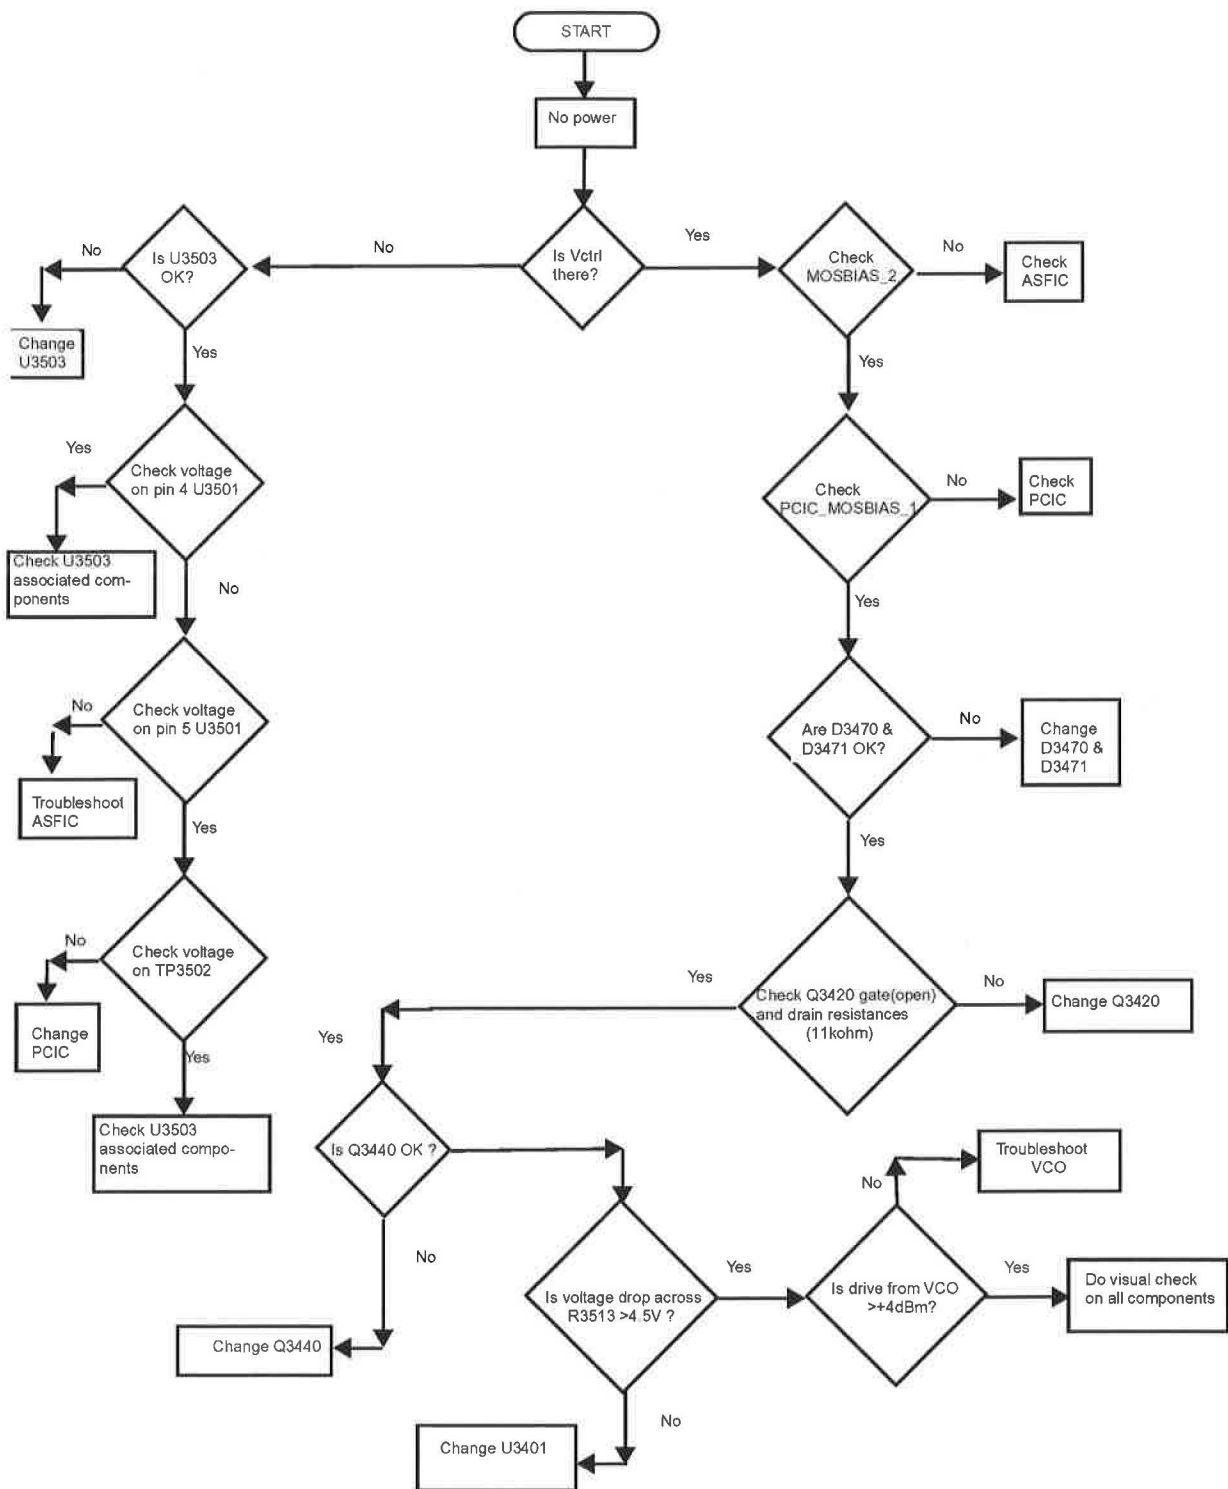 START
No power
Is Vctrl
there?
No
Yes
Is U3503
OK?
No
Change
U3503
Yes
Check
MOSBIAS_2
No
Check
ASFIC
Yes
Check voltage
on pin 4 U3501
Yes
Check U3503
associated com-
ponents
No
Check
PCIC_MOSBIAS_1
No
Check
PCIC
Yes
Check voltage
on pin 5 U3501
No
Troubleshoot
ASFIC
Yes
Are D3470 &
D3471 OK?
No
Change
D3470 &
D3471
Yes
Check voltage
on TP3502
No
Change
PCIC
Yes
Check U3503
associated compo-
nents
Check Q3420 gate(open)
and drain resistances
(11kohm)
No
Change Q3420
Yes
Yes
Is Q3440 OK ?
No
Change Q3440
Is voltage drop across
R3513 >4.5V ?
No
Change U3401
Yes
Is drive from VCO
>+4dBm?
No
Troubleshoot
VCO
Yes
Do visual check
on all components